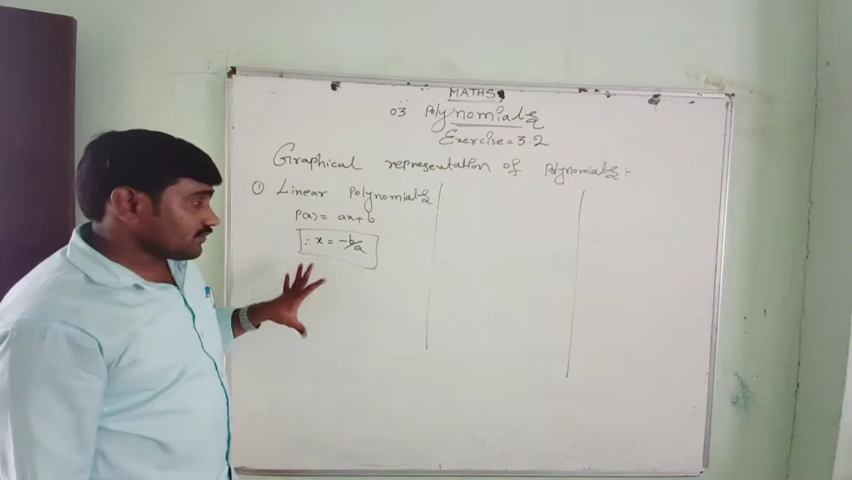 MATHS
03. Polynomials
Exercise = 3.2
Graphical representation of Polynomials :-
① Linear Polynomials
P(x) = ax + b
∴ x = -b/a